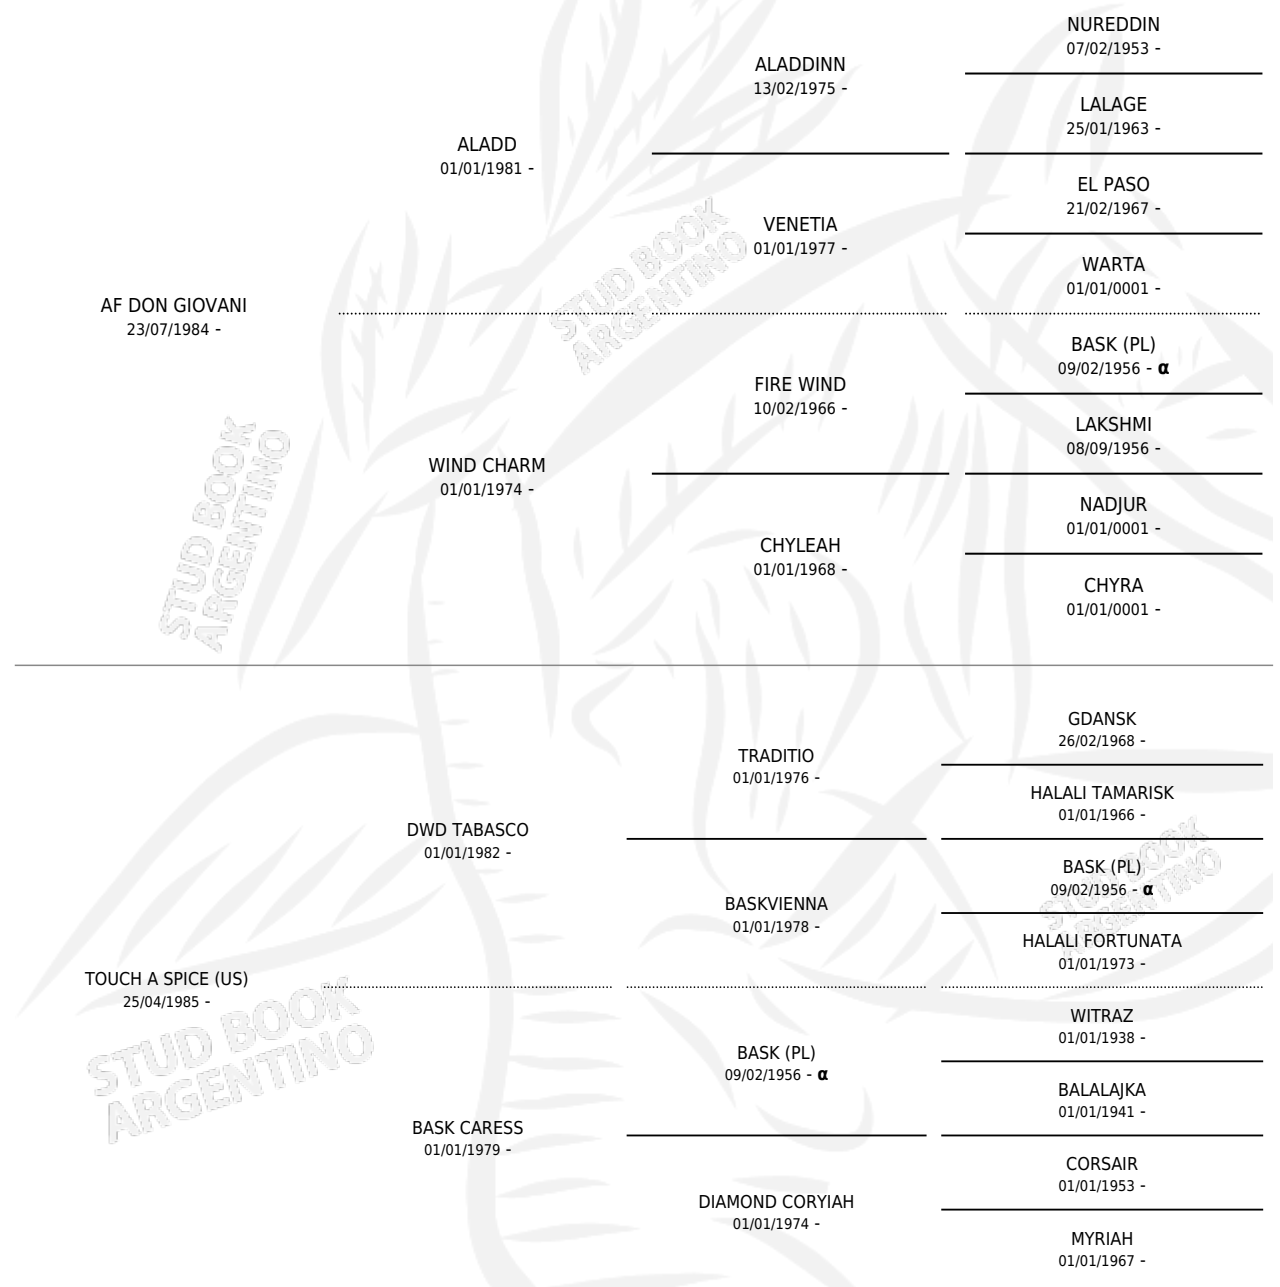 NUREDDIN
07/02/1953 -
ALADDINN
13/02/1975 -
LALAGE
25/01/1963 -
ALADD
01/01/1981 -
EL PASO
21/02/1967 -
VENETIA
01/01/1977 -
WARTA
01/01/0001 -
AF DON GIOVANI
23/07/1984 -
BASK (PL)
09/02/1956 - α
FIRE WIND
10/02/1966 -
LAKSHMI
08/09/1956 -
WIND CHARM
01/01/1974 -
NADJUR
01/01/0001 -
CHYLEAH
01/01/1968 -
CHYRA
01/01/0001 -
STUD BOOK
ARGENTINO
STUD BOOK
ARGENTINO
GDANSK
26/02/1968 -
TRADITIO
01/01/1976 -
HALALI TAMARISK
01/01/1966 -
DWD TABASCO
01/01/1982 -
BASK (PL)
09/02/1956 - α
BASKVIENNA
01/01/1978 -
HALALI FORTUNATA
01/01/1973 -
TOUCH A SPICE (US)
25/04/1985 -
WITRAZ
01/01/1938 -
BASK (PL)
09/02/1956 - α
BALALAJKA
01/01/1941 -
BASK CARESS
01/01/1979 -
CORSAIR
01/01/1953 -
DIAMOND CORYIAH
01/01/1974 -
MYRIAH
01/01/1967 -
STUD BOOK
ARGENTINO
STUD BOOK
ARGENTINO